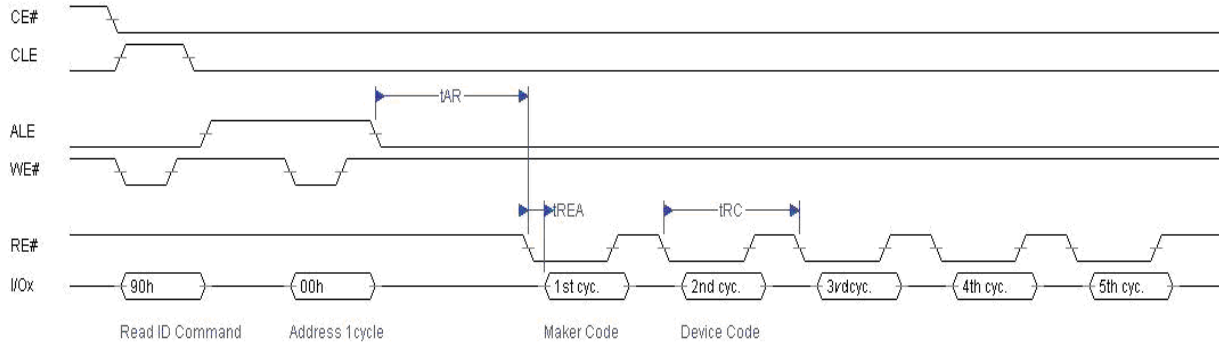 CE#
CLE
tAR
ALE
WE#
tREA
tRC
RE#
I/Ox
90h
00h
1st cyc.
2nd cyc.
3rdcyc.
4th cyc.
5th cyc.
Read ID Command
Address 1cycle
Maker Code
Device Code